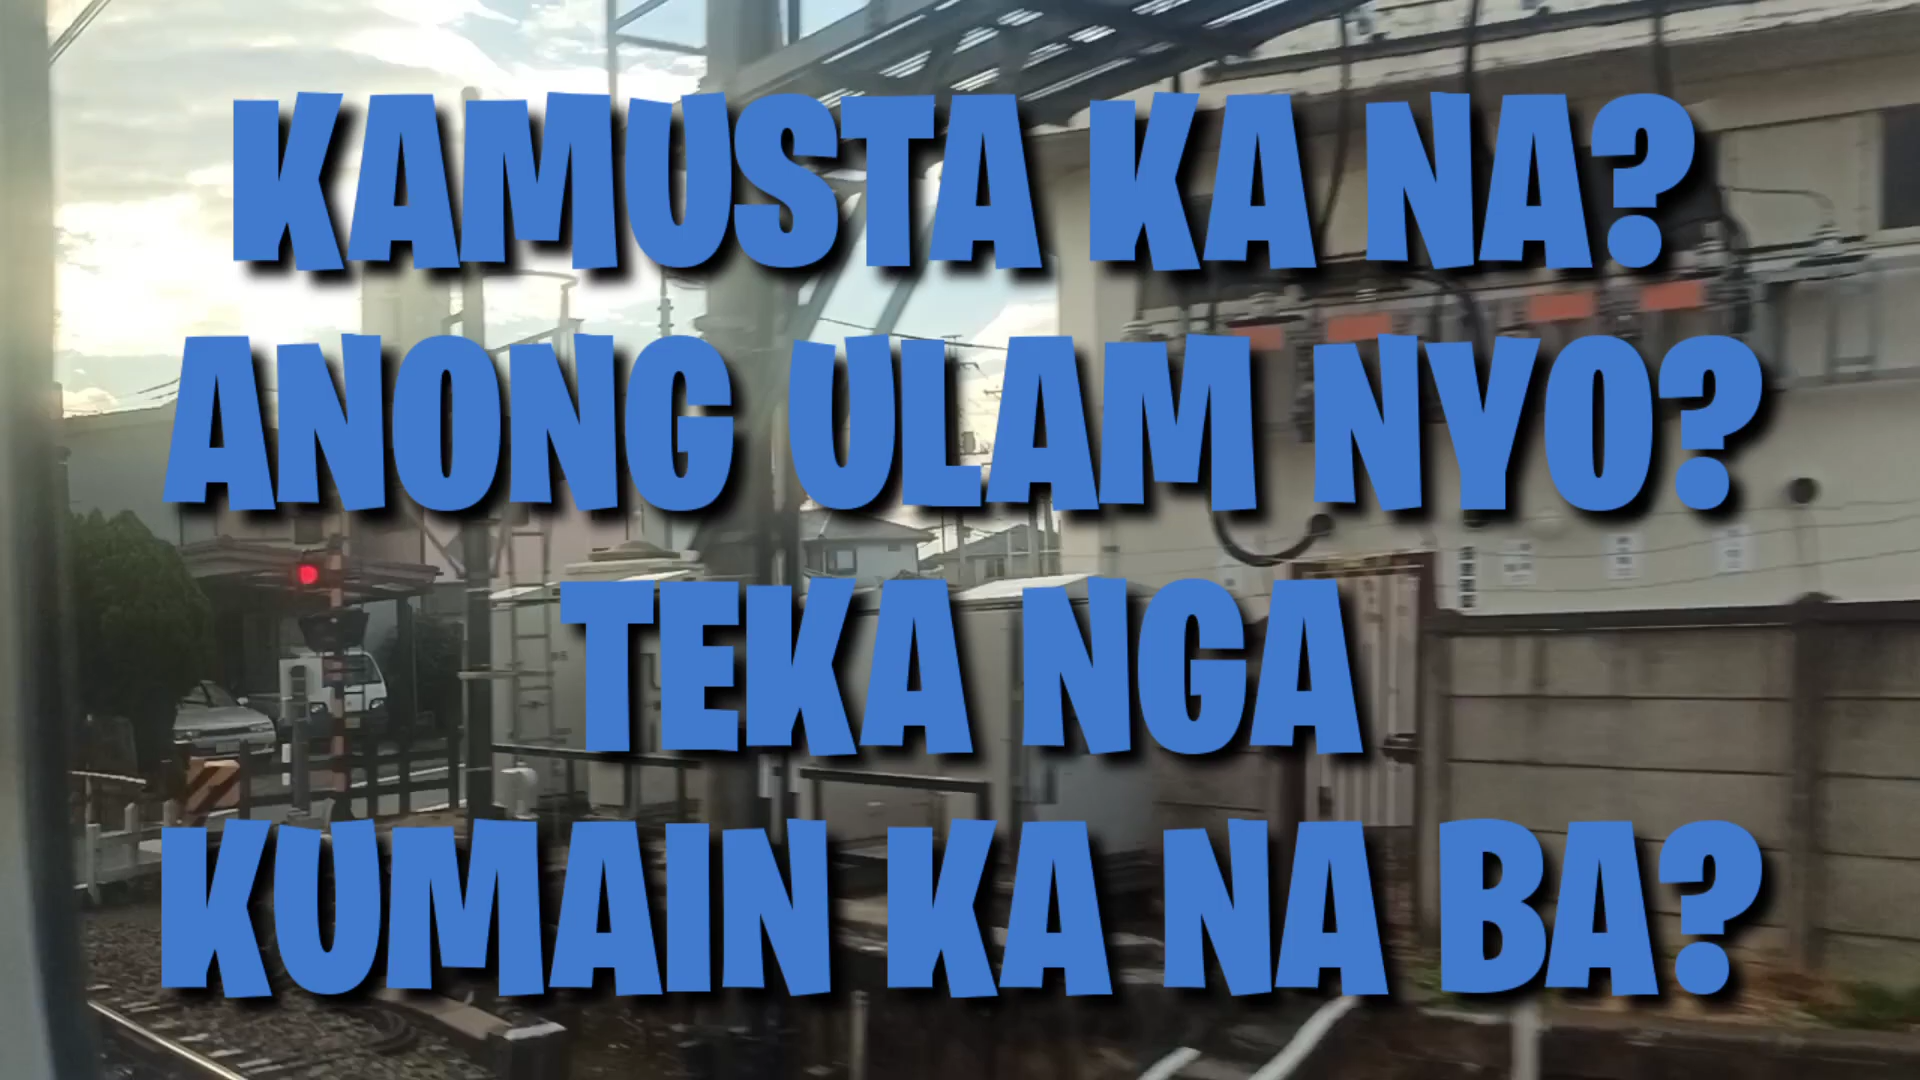 KAMUSTA KA NA?
ANONG ULAM NYO?
TEKA NGA
KUMAIN KA NA BA?